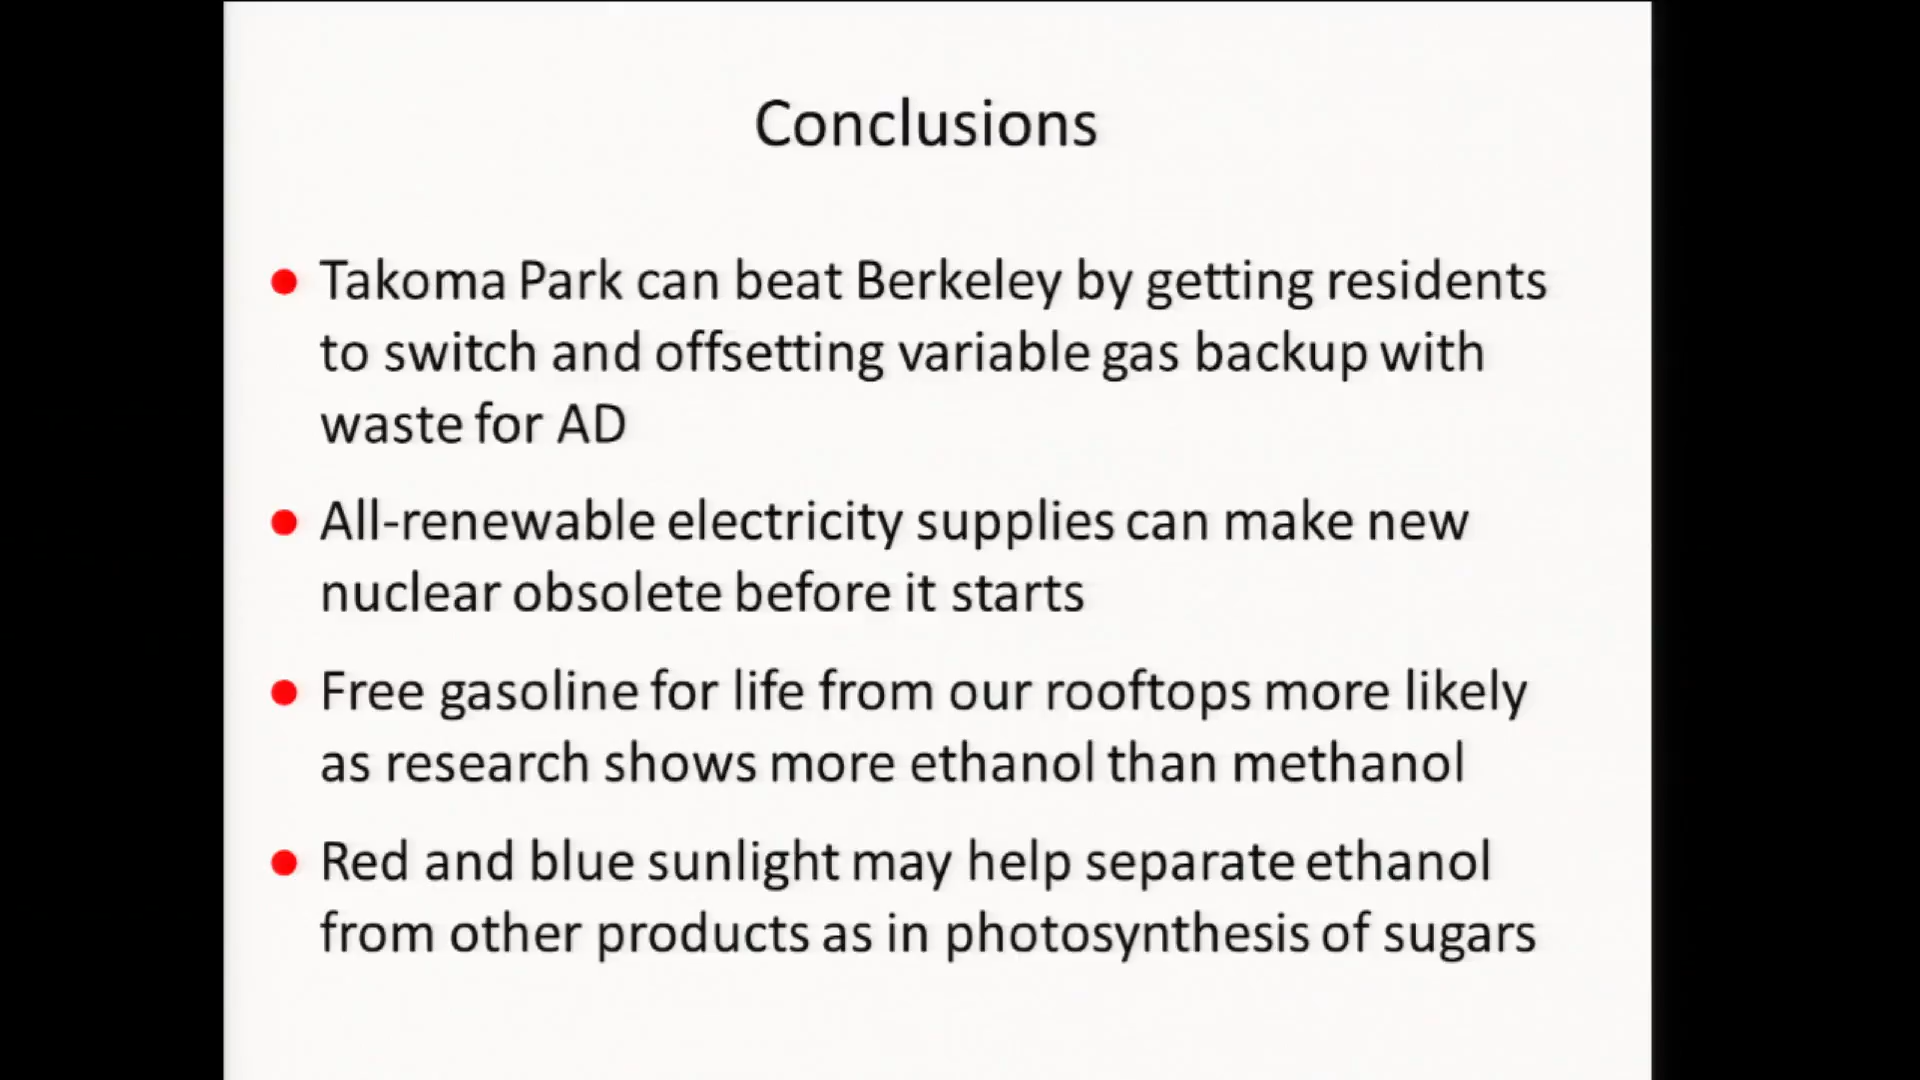 Conclusions
• Takoma Park can beat Berkeley by getting residents
to switch and offsetting variable gas backup with
waste for AD
• All-renewable electricity supplies can make new
nuclear obsolete before it starts
• Free gasoline for life from our rooftops more likely
as research shows more ethanol than methanol
• Red and blue sunlight may help separate ethanol
from other products as in photosynthesis of sugars